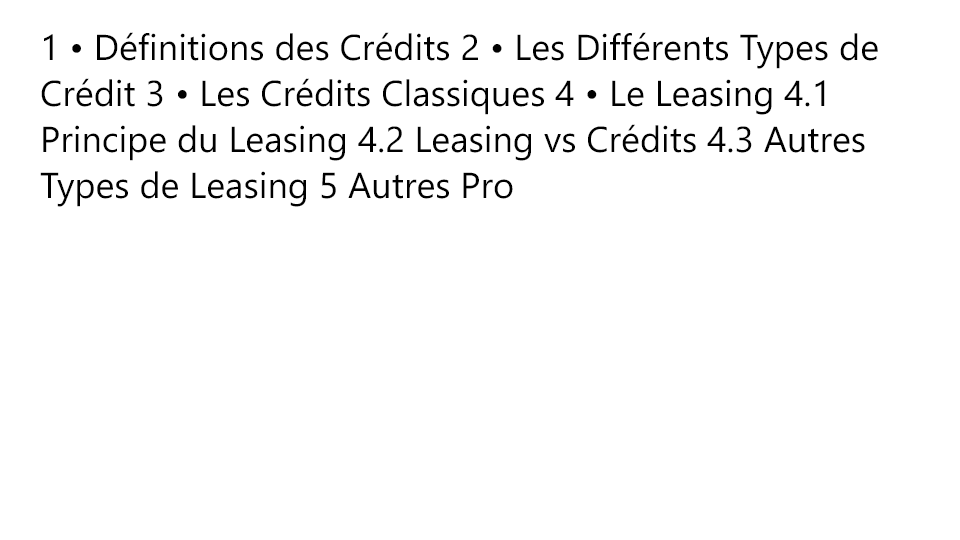 1 • Définitions des Crédits 2 • Les Différents Types de
Crédit 3 • Les Crédits Classiques 4 • Le Leasing 4.1
Principe du Leasing 4.2 Leasing vs Crédits 4.3 Autres
Types de Leasing 5 Autres Pro